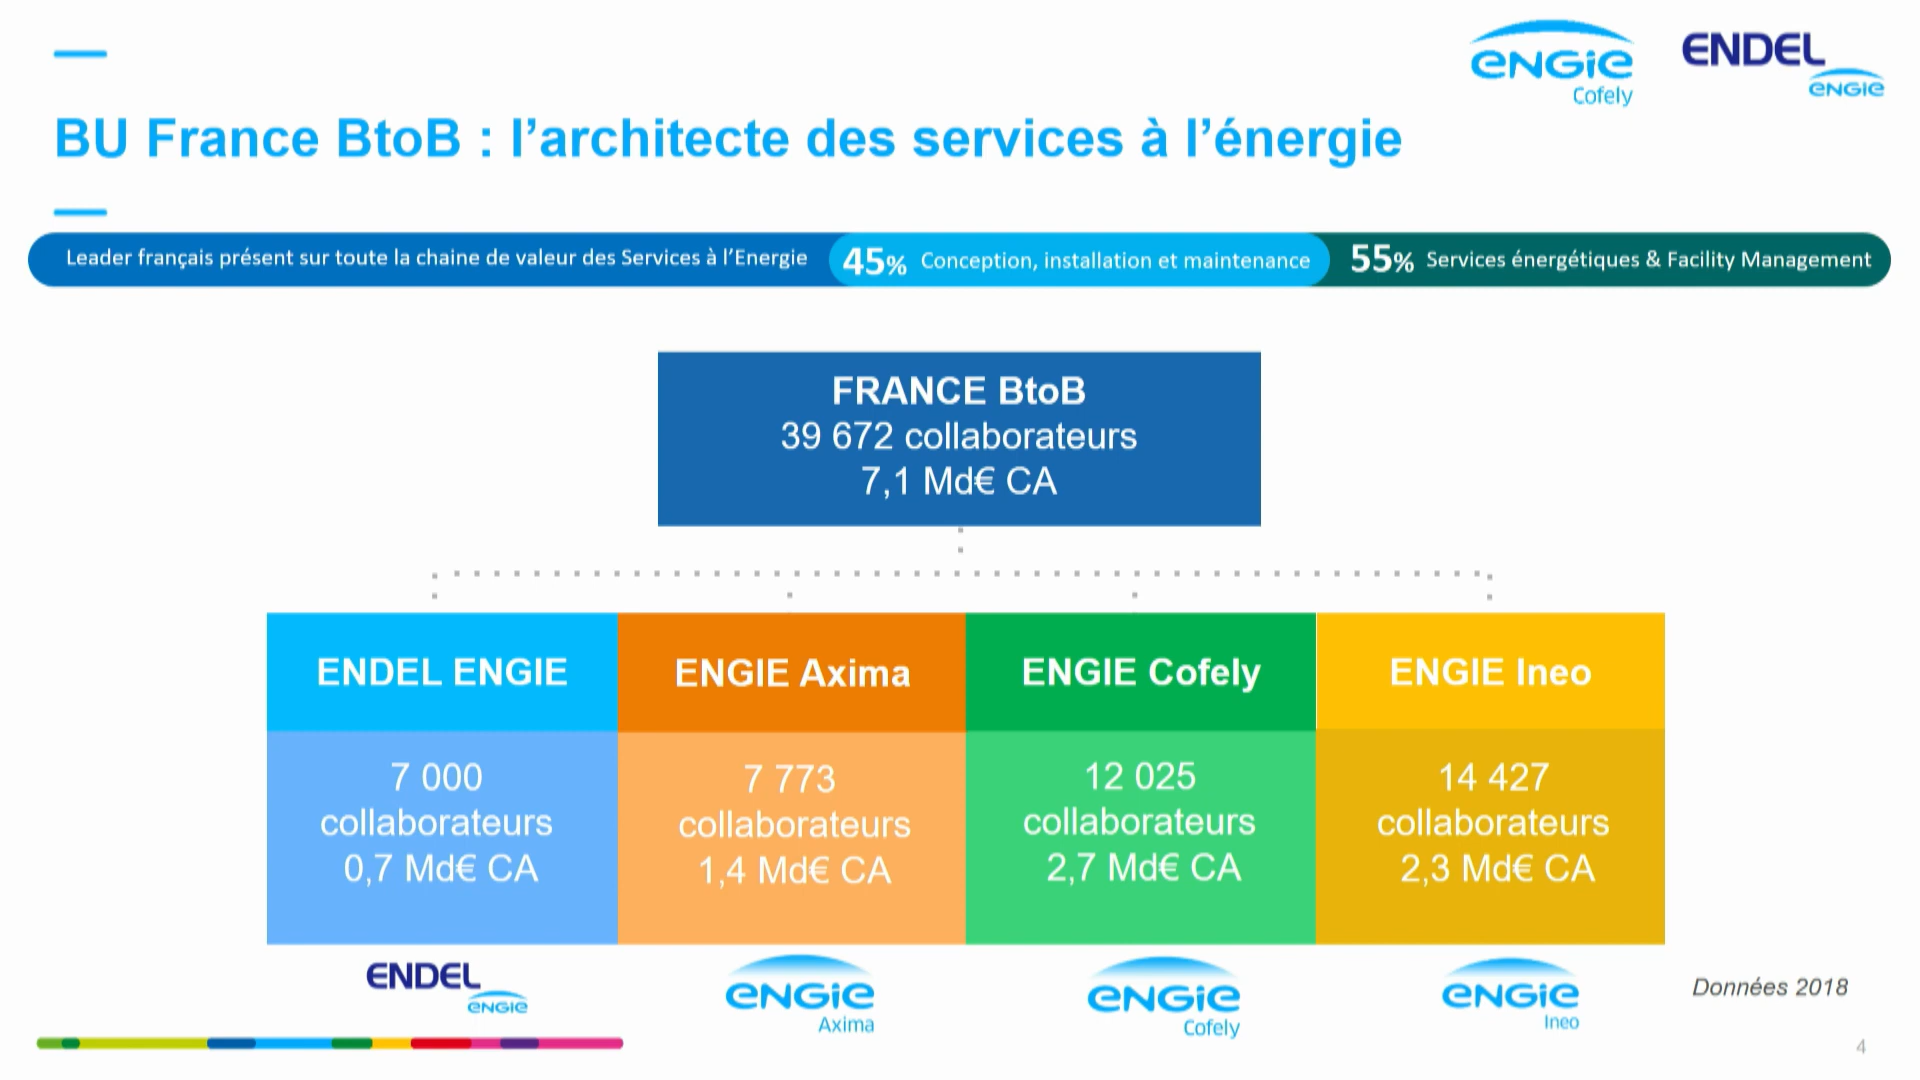 ENGIE
Cofely
ENDEL
ENGIE
BU France BtoB : l’architecte des services à l’énergie
Leader français présent sur toute la chaine de valeur des Services à l’Energie
45% Conception, installation et maintenance
55% Services énergétiques & Facility Management
FRANCE BtoB
39 672 collaborateurs
7,1 Md€ CA
ENDEL ENGIE
7 000
collaborateurs
0,7 Md€ CA
ENGIE Axima
7 773
collaborateurs
1,4 Md€ CA
ENGIE Cofely
12 025
collaborateurs
2,7 Md€ CA
ENGIE Ineo
14 427
collaborateurs
2,3 Md€ CA
ENDEL
ENGIE
ENGIE
Axima
ENGIE
Cofely
ENGIE
Ineo
Données 2018
4